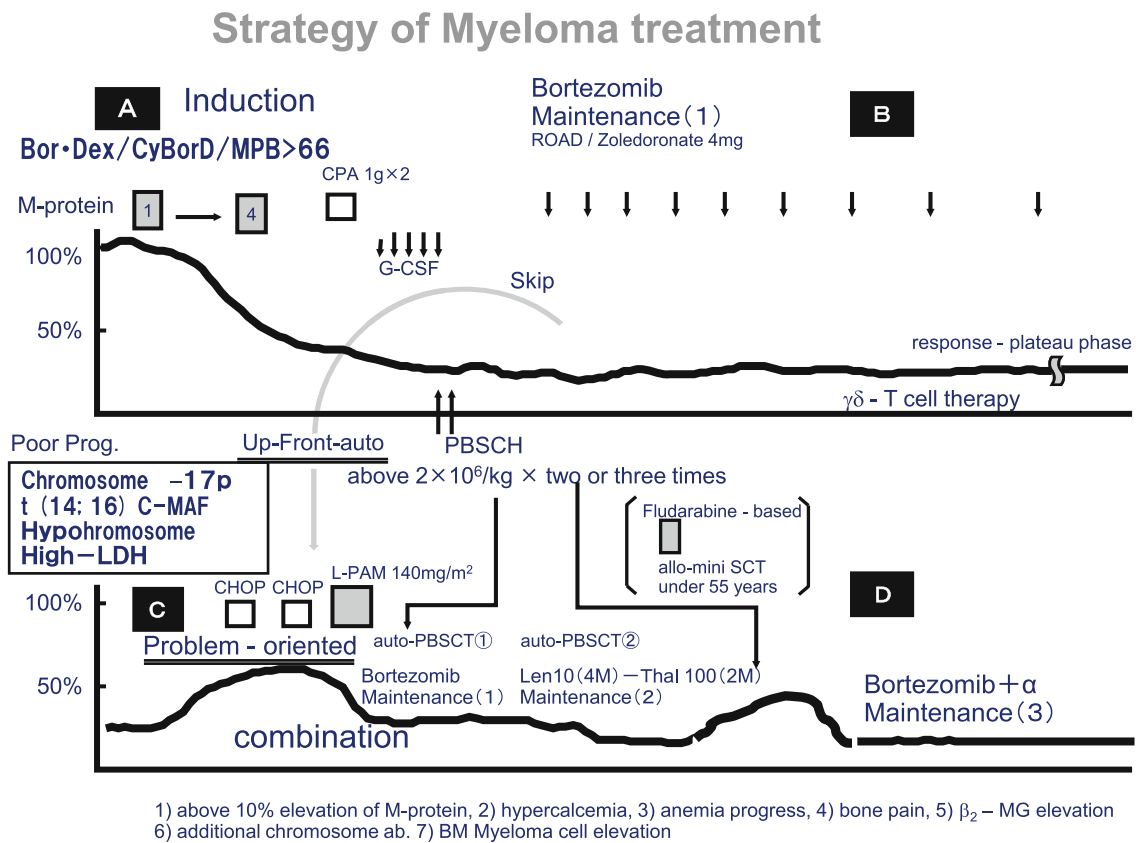 Strategy of Myeloma treatment
A
Induction
Bor・Dex/CyBorD/MPB>66
CPA 1g×2
Bortezomib
Maintenance(1)
ROAD / Zoledoronate 4mg
B
M-protein
1
4
100%
G-CSF
Skip
50%
response - plateau phase
γδ - T cell therapy
Poor Prog.
Up-Front-auto
PBSCH
above 2×10⁶/kg × two or three times
Chromosome -17p
t (14; 16) C-MAF
Hypohromosome
High-LDH
Fludarabine - based
allo-mini SCT
under 55 years
C
CHOP
CHOP
L-PAM 140mg/m²
D
100%
Problem - oriented
auto-PBSCT①
auto-PBSCT②
50%
Bortezomib
Maintenance(1)
Len10(4M)-Thal 100(2M)
Maintenance(2)
Bortezomib+α
Maintenance(3)
combination
1) above 10% elevation of M-protein, 2) hypercalcemia, 3) anemia progress, 4) bone pain, 5) β₂ – MG elevation
6) additional chromosome ab. 7) BM Myeloma cell elevation